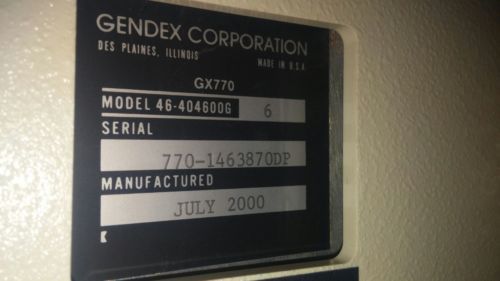 GENDEX CORPORATION
DES PLAINES, ILLINOIS MADE IN U.S.A.
GX770
MODEL 46-404600G 6
SERIAL
770-1463870DP
MANUFACTURED
JULY 2000